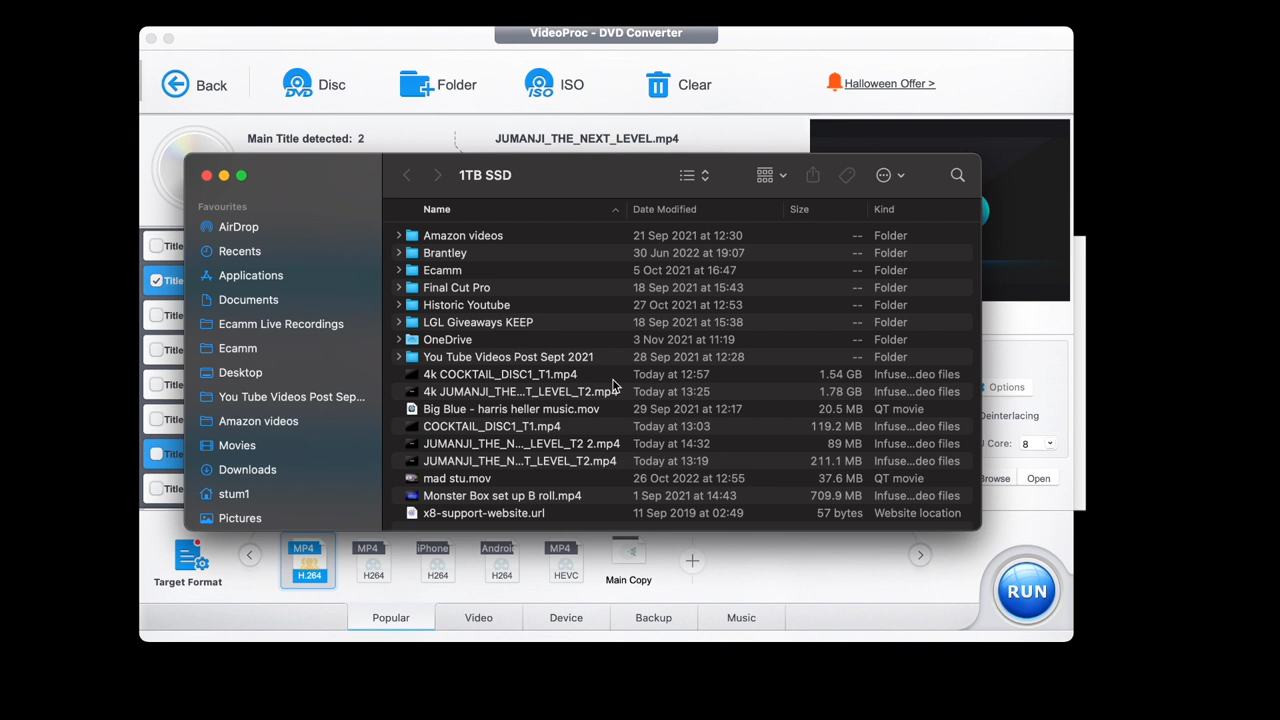 VideoProc - DVD Converter
Back
Disc
Folder
ISO
Clear
Halloween Offer >
Main Title detected: 2
JUMANJI_THE_NEXT_LEVEL.mp4
1TB SSD
Favourites
AirDrop
Recents
Applications
Documents
Ecamm Live Recordings
Ecamm
Desktop
You Tube Videos Post Sep...
Amazon videos
Movies
Downloads
stum1
Pictures
Name Date Modified Size Kind
Amazon videos 21 Sep 2021 at 12:30 -- Folder
Brantley 30 Jun 2022 at 19:07 -- Folder
Ecamm 5 Oct 2021 at 16:47 -- Folder
Final Cut Pro 18 Sep 2021 at 15:43 -- Folder
Historic Youtube 27 Oct 2021 at 12:53 -- Folder
LGL Giveaways KEEP 18 Sep 2021 at 15:38 -- Folder
OneDrive 3 Nov 2021 at 11:19 -- Folder
You Tube Videos Post Sept 2021 28 Sep 2021 at 12:28 -- Folder
4k COCKTAIL_DISC1_T1.mp4 Today at 12:57 1.54 GB Infuse...deo files
4k JUMANJI_THE...T_LEVEL_T2.mp4 Today at 13:25 1.78 GB Infuse...deo files
Big Blue - harris heller music.mov 29 Sep 2021 at 12:17 20.5 MB QT movie
COCKTAIL_DISC1_T1.mp4 Today at 13:03 119.2 MB Infuse...deo files
JUMANJI_THE_N..._LEVEL_T2 2.mp4 Today at 14:32 89 MB Infuse...deo files
JUMANJI_THE_N...T_LEVEL_T2.mp4 Today at 13:19 211.1 MB Infuse...deo files
mad stu.mov 26 Oct 2022 at 12:55 37.6 MB QT movie
Monster Box set up B roll.mp4 1 Sep 2021 at 14:43 709.9 MB Infuse...deo files
x8-support-website.url 11 Sep 2019 at 02:49 57 bytes Website location
Title
Title
Title
Title
Title
Title
Title
Title
Options
Deinterlacing
Core: 8
Open
Target Format
MP4 H.264
MP4 H264
iPhone H264
Android H264
MP4 HEVC
Main Copy
RUN
Popular
Video
Device
Backup
Music